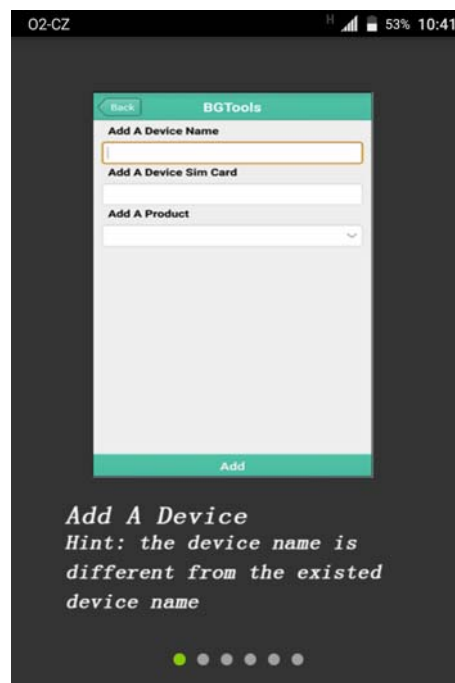 O2-CZ H 53% 10:41
Back BGTools
Add A Device Name
Add A Device Sim Card
Add A Product
Add
Add A Device
Hint: the device name is
different from the existed
device name